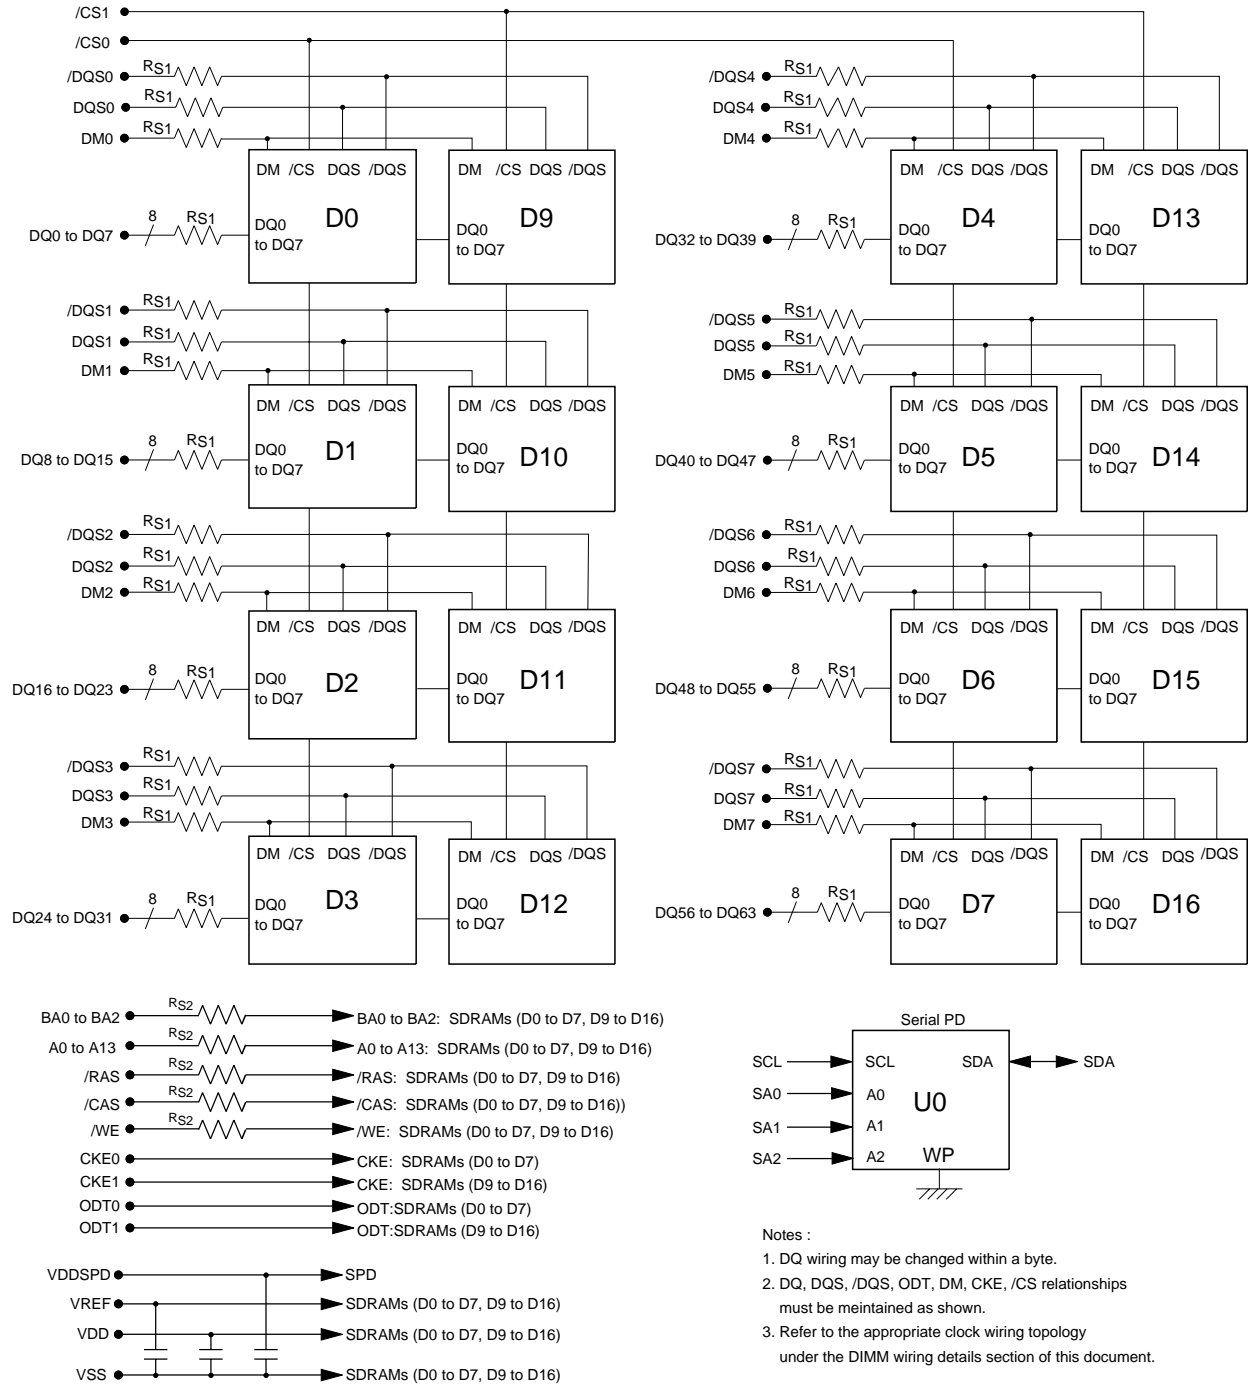 /CS1
/CS0
/DQS0 RS1
DQS0 RS1
DM0 RS1
DM /CS DQS /DQS
DM /CS DQS /DQS
D0
D9
DQ0 to DQ7 8 RS1
DQ0
to DQ7
DQ0
to DQ7
/DQS4 RS1
DQS4 RS1
DM4 RS1
DM /CS DQS /DQS
DM /CS DQS /DQS
D4
D13
DQ32 to DQ39 8 RS1
DQ0
to DQ7
DQ0
to DQ7
/DQS1 RS1
DQS1 RS1
DM1 RS1
DM /CS DQS /DQS
DM /CS DQS /DQS
D1
D10
DQ8 to DQ15 8 RS1
DQ0
to DQ7
DQ0
to DQ7
/DQS5 RS1
DQS5 RS1
DM5 RS1
DM /CS DQS /DQS
DM /CS DQS /DQS
D5
D14
DQ40 to DQ47 8 RS1
DQ0
to DQ7
DQ0
to DQ7
/DQS2 RS1
DQS2 RS1
DM2 RS1
DM /CS DQS /DQS
DM /CS DQS /DQS
D2
D11
DQ16 to DQ23 8 RS1
DQ0
to DQ7
DQ0
to DQ7
/DQS6 RS1
DQS6 RS1
DM6 RS1
DM /CS DQS /DQS
DM /CS DQS /DQS
D6
D15
DQ48 to DQ55 8 RS1
DQ0
to DQ7
DQ0
to DQ7
/DQS3 RS1
DQS3 RS1
DM3 RS1
DM /CS DQS /DQS
DM /CS DQS /DQS
D3
D12
DQ24 to DQ31 8 RS1
DQ0
to DQ7
DQ0
to DQ7
/DQS7 RS1
DQS7 RS1
DM7 RS1
DM /CS DQS /DQS
DM /CS DQS /DQS
D7
D16
DQ56 to DQ63 8 RS1
DQ0
to DQ7
DQ0
to DQ7
BA0 to BA2 RS2 BA0 to BA2: SDRAMs (D0 to D7, D9 to D16)
A0 to A13 RS2 A0 to A13: SDRAMs (D0 to D7, D9 to D16)
/RAS RS2 /RAS: SDRAMs (D0 to D7, D9 to D16)
/CAS RS2 /CAS: SDRAMs (D0 to D7, D9 to D16))
/WE RS2 /WE: SDRAMs (D0 to D7, D9 to D16)
CKE0 CKE: SDRAMs (D0 to D7)
CKE1 CKE: SDRAMs (D9 to D16)
ODT0 ODT:SDRAMs (D0 to D7)
ODT1 ODT:SDRAMs (D9 to D16)
VDDSPD SPD
VREF SDRAMs (D0 to D7, D9 to D16)
VDD SDRAMs (D0 to D7, D9 to D16)
VSS SDRAMs (D0 to D7, D9 to D16)
Serial PD
SCL SCL SDA SDA
SA0 A0 U0
SA1 A1
SA2 A2 WP
Notes :
1. DQ wiring may be changed within a byte.
2. DQ, DQS, /DQS, ODT, DM, CKE, /CS relationships
must be meintained as shown.
3. Refer to the appropriate clock wiring topology
under the DIMM wiring details section of this document.